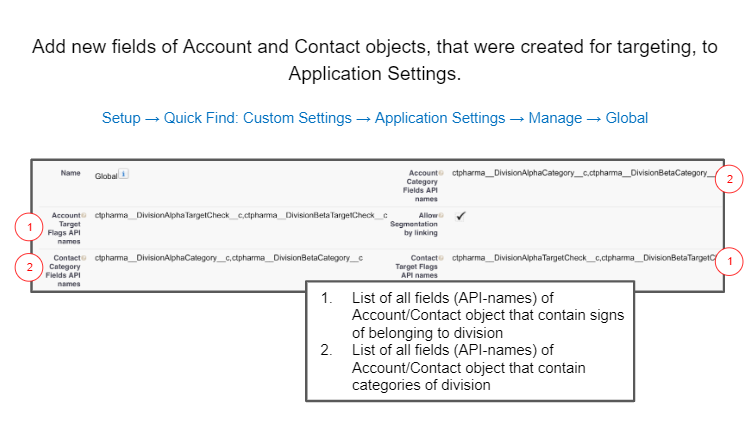 Add new fields of Account and Contact objects, that were created for targeting, to
Application Settings.
Setup → Quick Find: Custom Settings → Application Settings → Manage → Global
Name
Global
Account
Category
Fields API
names
ctpharma__DivisionAlphaCategory__c,ctpharma__DivisionBetaCategory__
2
1
Account
Target
Flags API
names
ctpharma__DivisionAlphaTargetCheck__c,ctpharma__DivisionBetaTargetCheck__c
Allow
Segmentation
by linking
2
Contact
Category
Fields API
names
ctpharma__DivisionAlphaCategory__c,ctpharma__DivisionBetaCategory__c
Contact
Target Flags
API names
ctpharma__DivisionAlphaTargetCheck__c,ctpharma__DivisionBetaTargetC
1
1. List of all fields (API-names) of
Account/Contact object that contain signs
of belonging to division
2. List of all fields (API-names) of
Account/Contact object that contain
categories of division